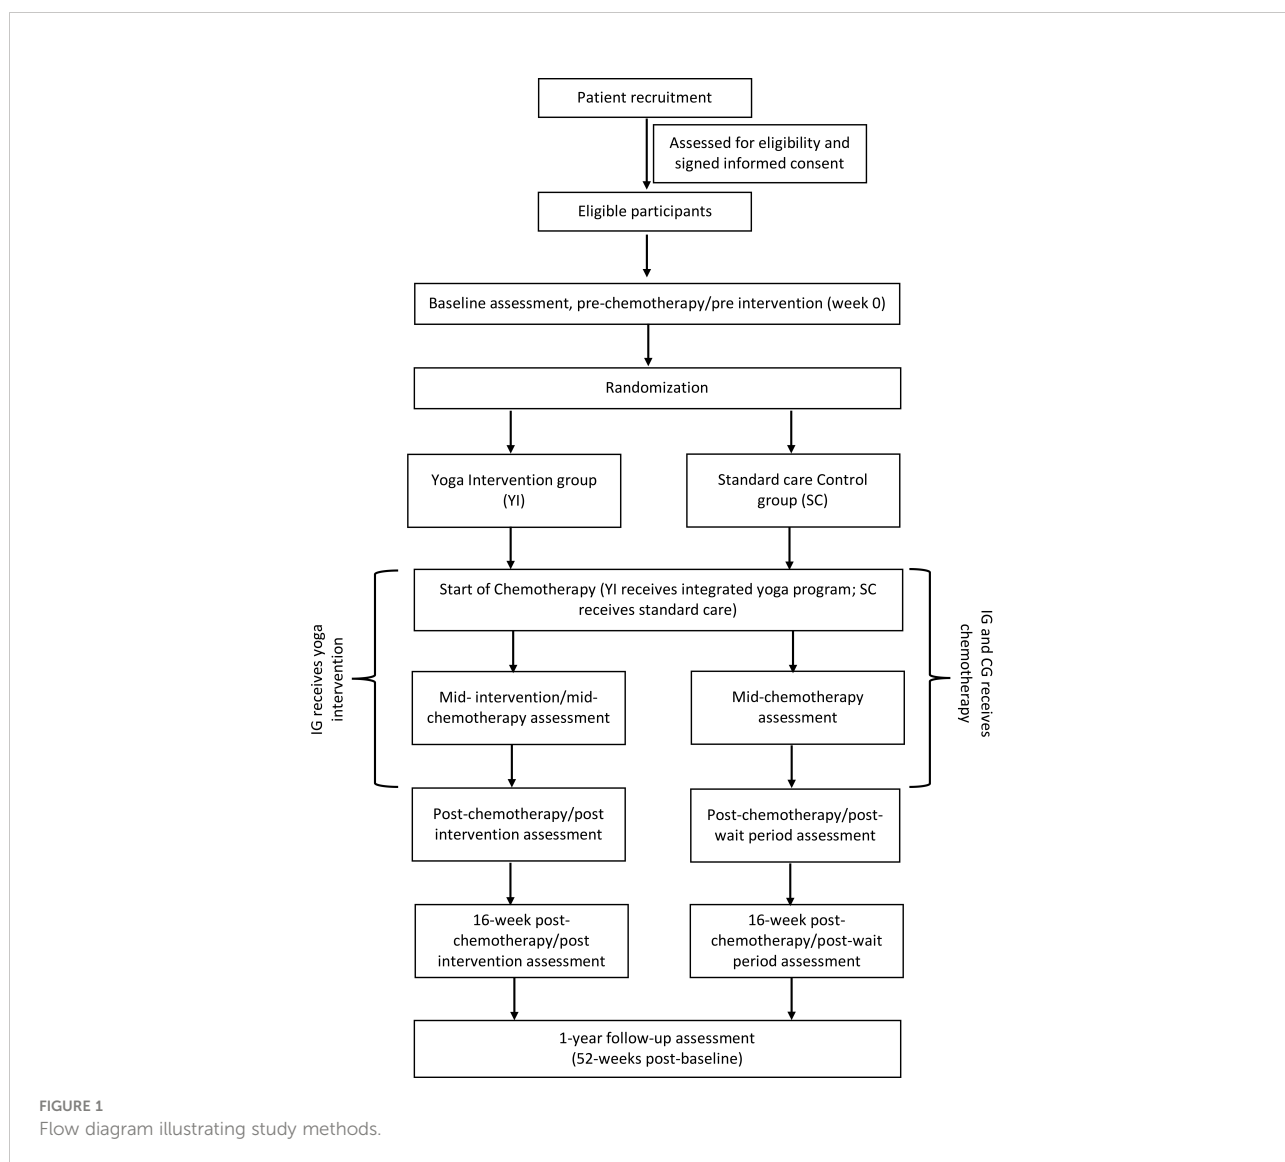 Patient recruitment
Assessed for eligibility and
signed informed consent
Eligible participants
Baseline assessment, pre-chemotherapy/pre intervention (week 0)
Randomization
Yoga Intervention group
(YI)
Standard care Control
group (SC)
Start of Chemotherapy (YI receives integrated yoga program; SC
receives standard care)
IG receives yoga
intervention
IG and CG receives
chemotherapy
Mid- intervention/mid-
chemotherapy assessment
Mid-chemotherapy
assessment
Post-chemotherapy/post
intervention assessment
Post-chemotherapy/post-
wait period assessment
16-week post-
chemotherapy/post
intervention assessment
16-week post-
chemotherapy/post-wait
period assessment
1-year follow-up assessment
(52-weeks post-baseline)
FIGURE 1
Flow diagram illustrating study methods.